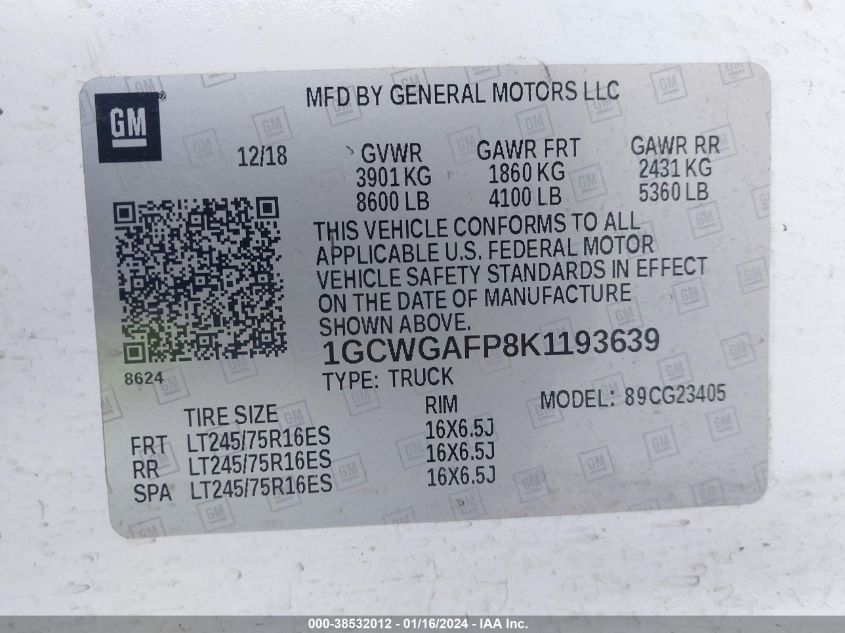 GM®
MFD BY GENERAL MOTORS LLC
12/18
GVWR
3901 KG
8600 LB
GAWR FRT
1860 KG
4100 LB
GAWR RR
2431 KG
5360 LB
THIS VEHICLE CONFORMS TO ALL
APPLICABLE U.S. FEDERAL MOTOR
VEHICLE SAFETY STANDARDS IN EFFECT
ON THE DATE OF MANUFACTURE
SHOWN ABOVE.
8624
1GCWGAFP8K1193639
TYPE: TRUCK
MODEL: 89CG23405
TIRE SIZE RIM
FRT LT245/75R16ES 16X6.5J
RR LT245/75R16ES 16X6.5J
SPA LT245/75R16ES 16X6.5J
000-38532012 - 01/16/2024 - IAAI Inc.